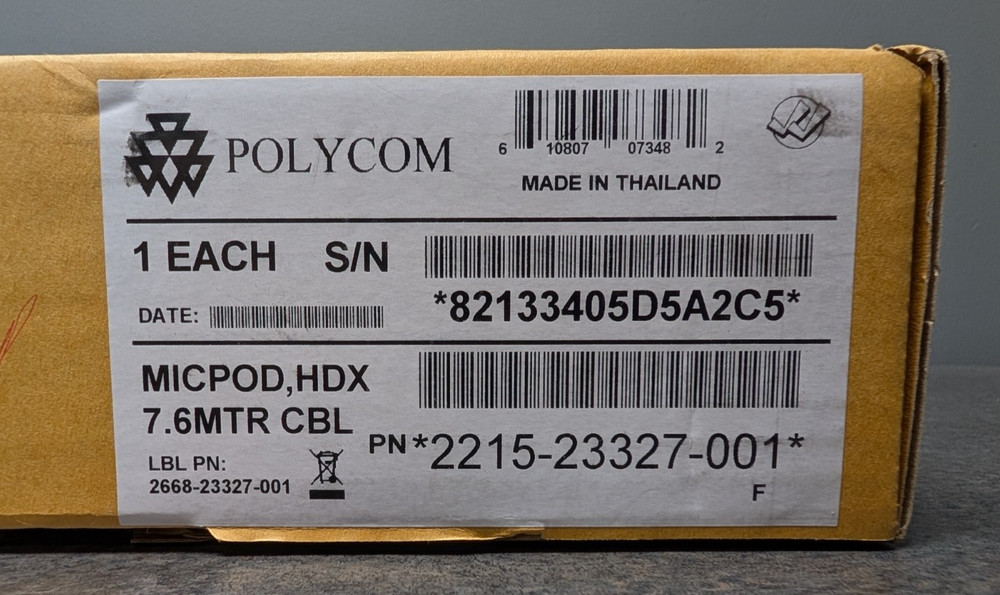 POLYCOM
6 10807 07348 2
MADE IN THAILAND
1 EACH S/N
*82133405D5A2C5*
DATE:
MICPOD,HDX
7.6MTR CBL
PN *2215-23327-001*
LBL PN:
2668-23327-001
F